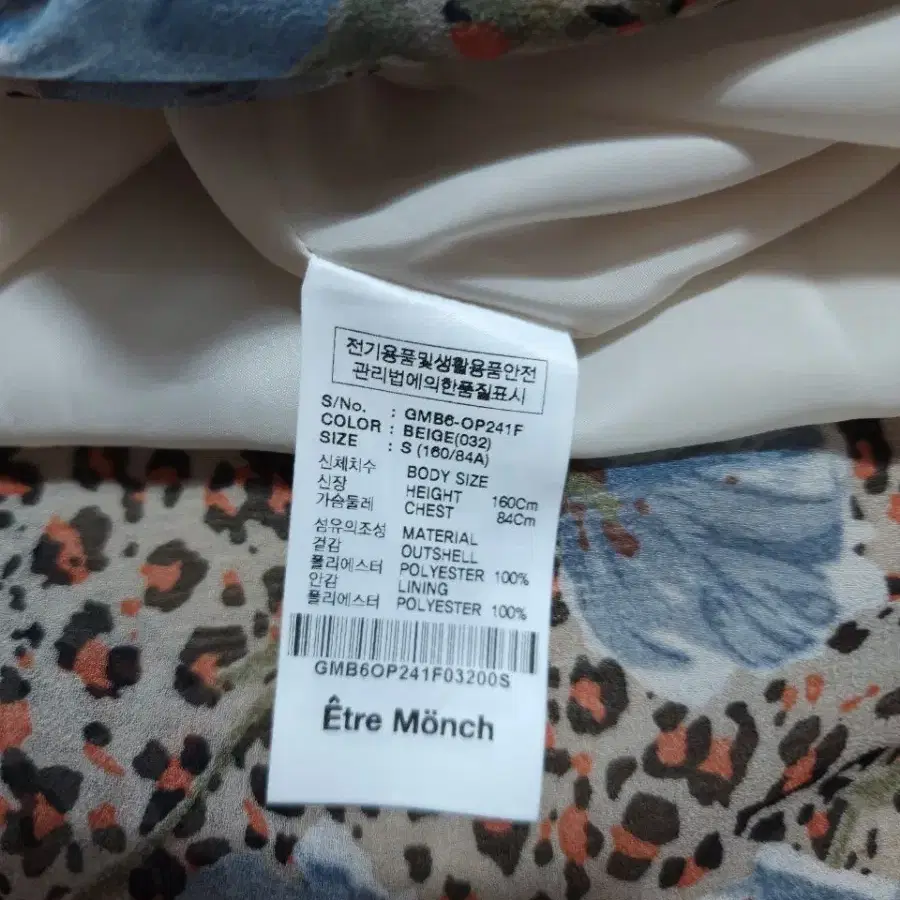 전기용품및생활용품안전
관리법에의한품질표시
S/No. : GMB6-OP241F
COLOR : BEIGE(032)
SIZE : S (160/84A)
신체치수 BODY SIZE
신장 HEIGHT 160Cm
가슴둘레 CHEST 84Cm
섬유의조성 MATERIAL
겉감 OUTSHELL
폴리에스터 POLYESTER 100%
안감 LINING
폴리에스터 POLYESTER 100%
GMB6OP241F03200S
Être Mönch